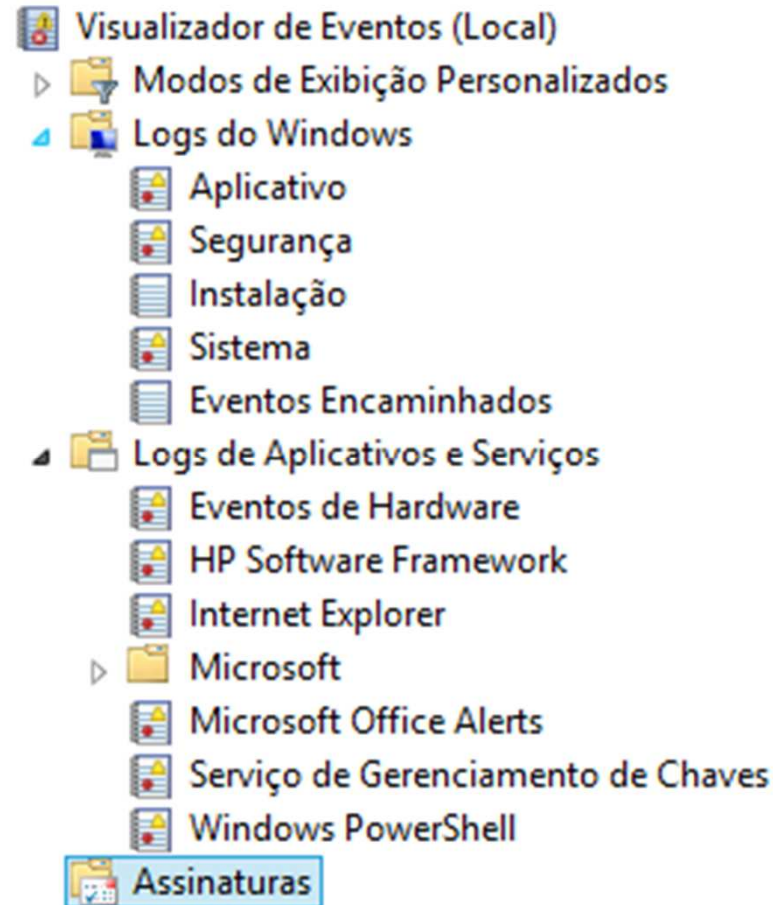 Visualizador de Eventos (Local)
Modos de Exibição Personalizados
Logs do Windows
Aplicativo
Segurança
Instalação
Sistema
Eventos Encaminhados
Logs de Aplicativos e Serviços
Eventos de Hardware
HP Software Framework
Internet Explorer
Microsoft
Microsoft Office Alerts
Serviço de Gerenciamento de Chaves
Windows PowerShell
Assinaturas